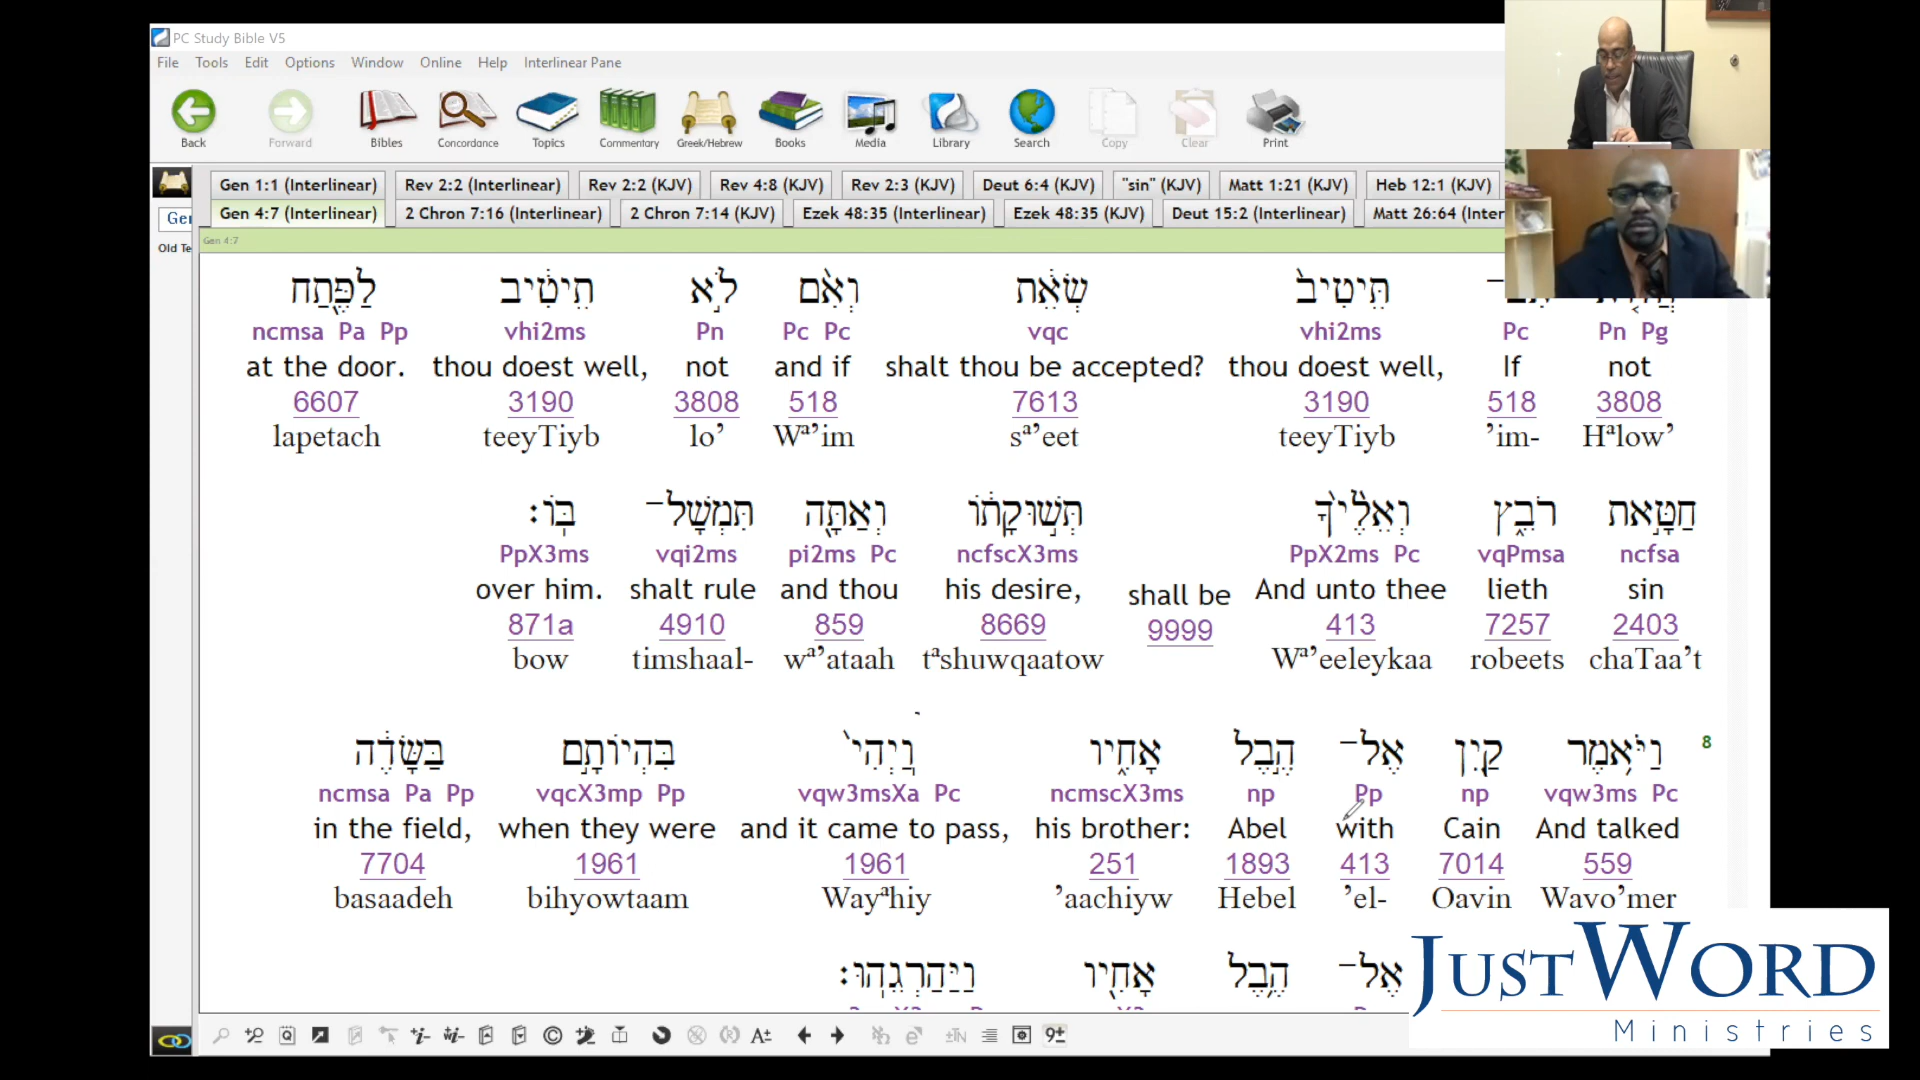 PC Study Bible V5
File Tools Edit Options Window Online Help Interlinear Pane
Back Forward Bibles Concordance Topics Commentary Greek/Hebrew Books Media Library Search Copy Clear Print
Gen 1:1 (Interlinear) Rev 2:2 (Interlinear) Rev 2:2 (KJV) Rev 4:8 (KJV) Rev 2:3 (KJV) Deut 6:4 (KJV) "sin" (KJV) Matt 1:21 (KJV) Heb 12:1 (KJV)
Gen 4:7 (Interlinear) 2 Chron 7:16 (Interlinear) 2 Chron 7:14 (KJV) Ezek 48:35 (Interlinear) Ezek 48:35 (KJV) Deut 15:2 (Interlinear) Matt 26:64 (Inter
Ger
Old Te
Gen 4:7
תֵּיטִיב֙ שְׂאֵ֔ת וְאִם֙ לֹ֣א תֵיטִ֔יב לַפֶּ֖תַח
ncmsa Pa Pp vhi2ms Pn Pc Pc vqc vhi2ms Pc Pn Pg
at the door. thou doest well, not and if shalt thou be accepted? thou doest well, If not
6607 3190 3808 518 7613 3190 518 3808
lapetach teeyTiyb lo’ Wª’im sª’eet teeyTiyb ’im- Hªlow’
חַטָּ֣את רֹבֵ֑ץ וְאֵלֶ֙יךָ֙ תְּשׁ֣וּקָת֔וֹ וְאַתָּ֖ה תִּמְשָׁל־ בּֽוֹ׃
PpX3ms vqi2ms pi2ms Pc ncfscX3ms PpX2ms Pc vqPmsa ncfsa
over him. shalt rule and thou his desire, shall be And unto thee lieth sin
871a 4910 859 8669 9999 413 7257 2403
bow timshaal- wª’ataah tªshuwqaatow Wª’eeleykaa robeets chaTaa’t
8 וַיֹּ֥אמֶר קַ֖יִן אֶל־ הֶ֣בֶל אָחִ֑יו וַֽיְהִי֙ בִּהְיוֹתָ֣ם בַּשָּׂדֶ֔ה
ncmsa Pa Pp vqcX3mp Pp vqw3msXa Pc ncmscX3ms np Pp np vqw3ms Pc
in the field, when they were and it came to pass, his brother: Abel with Cain And talked
7704 1961 1961 251 1893 413 7014 559
basaadeh bihyowtaam Wayªhiy ’aachiyw Hebel ’el- Qayin Wayo’mer
אֶל־ הֶ֥בֶל אָחִ֖יו וַיַּהַרְגֵֽהוּ׃
JUSTWORD
Ministries